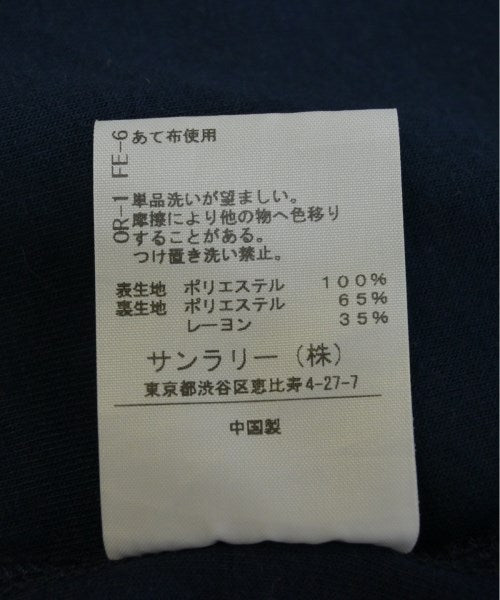 FE-6 あて布使用
OR-1 単品洗いが望ましい。
摩擦により他の物へ色移り
することがある。
つけ置き洗い禁止。
表生地 ポリエステル 100%
裏生地 ポリエステル 65%
レーヨン 35%
サンラリー(株)
東京都渋谷区恵比寿4-27-7
中国製